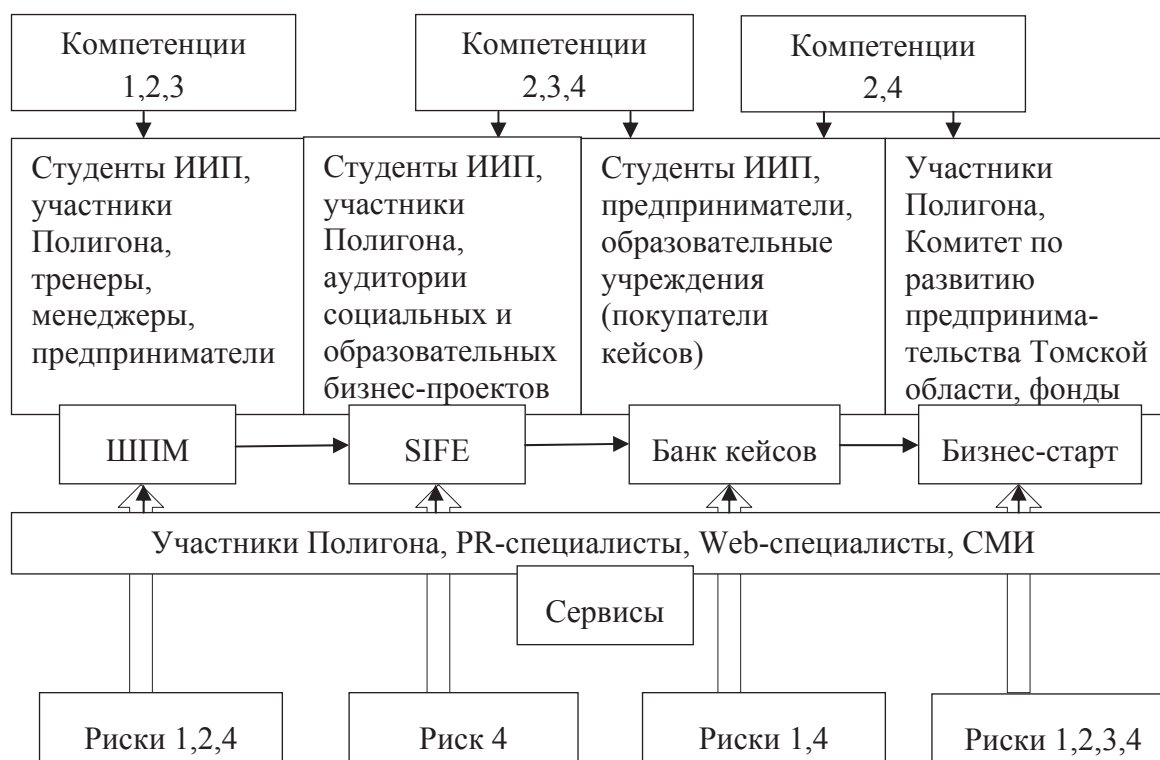 Компетенции
1,2,3
Компетенции
2,3,4
Компетенции
2,4
Студенты ИИП,
участники
Полигона,
тренеры,
менеджеры,
предприниматели
Студенты ИИП,
участники
Полигона,
аудитории
социальных и
образовательных
бизнес-проектов
Студенты ИИП,
предприниматели,
образовательные
учреждения
(покупатели
кейсов)
Участники
Полигона,
Комитет по
развитию
предпринима-
тельства Томской
области, фонды
ШПМ
SIFE
Банк кейсов
Бизнес-старт
Участники Полигона, PR-специалисты, Web-специалисты, СМИ
Сервисы
Риски 1,2,4
Риск 4
Риски 1,4
Риски 1,2,3,4